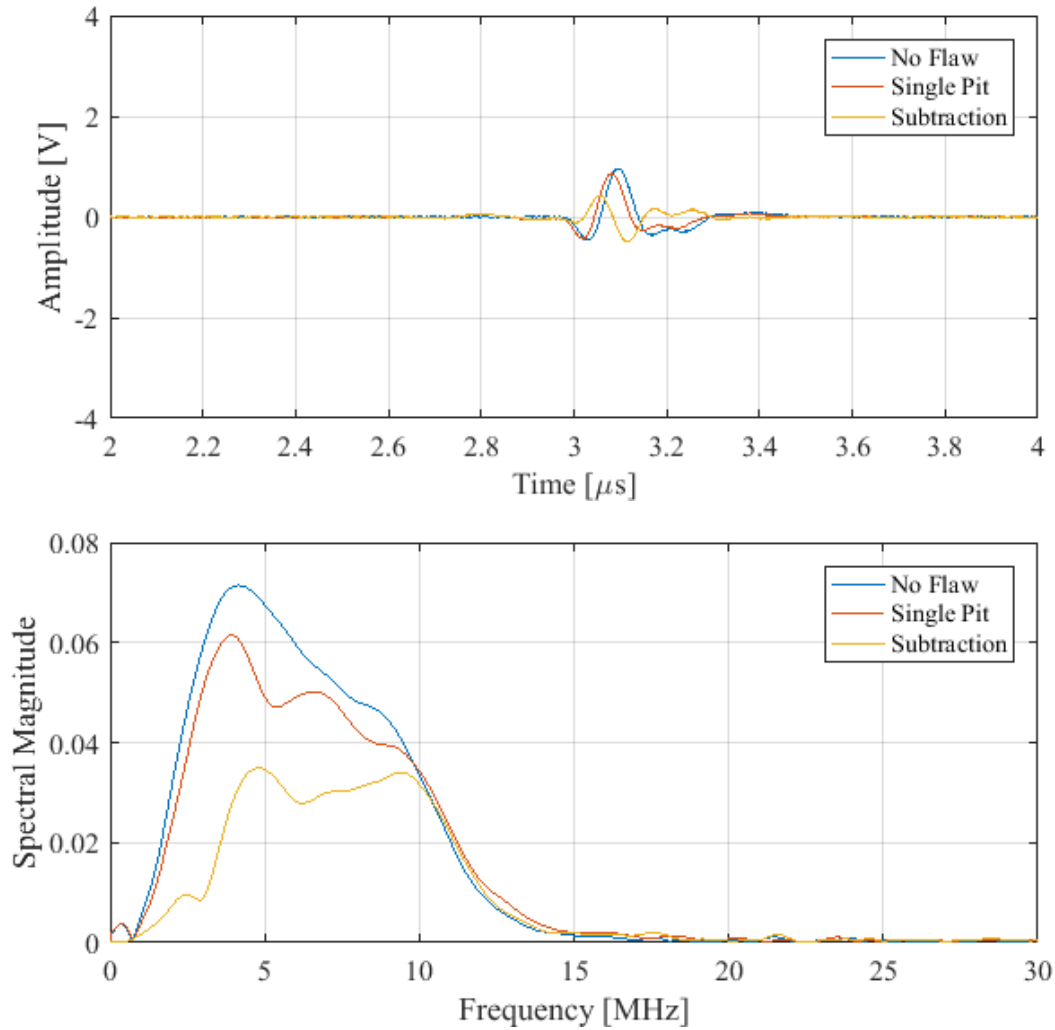 4
2
0
-2
-4
Amplitude [V]
No Flaw
Single Pit
Subtraction
2 2.2 2.4 2.6 2.8 3 3.2 3.4 3.6 3.8 4
Time [μs]
0.08
0.06
0.04
0.02
0
Spectral Magnitude
No Flaw
Single Pit
Subtraction
0 5 10 15 20 25 30
Frequency [MHz]